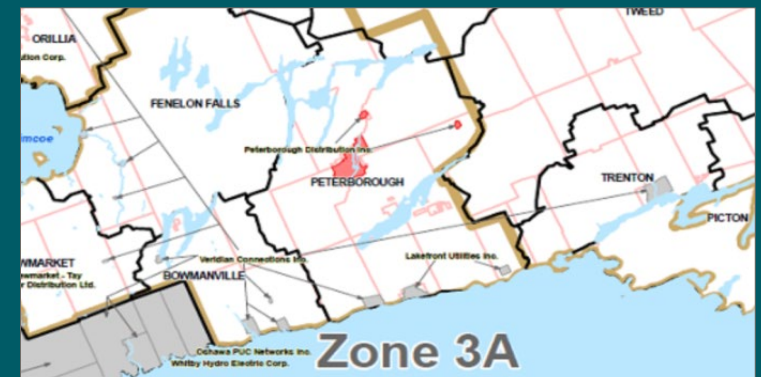 TWEED
ORILLIA
ution Corp.
FENELON FALLS
mcoe
Peterborough Distribution Inc.
PETERBOROUGH
TRENTON
PICTON
WMARKET
ewmarket - Tay
r Distribution Ltd.
Veridian Connections Inc.
Lakefront Utilities Inc.
BOWMANVILLE
Oshawa PUC Networks Inc.
Whitby Hydro Electric Corp.
Zone 3A